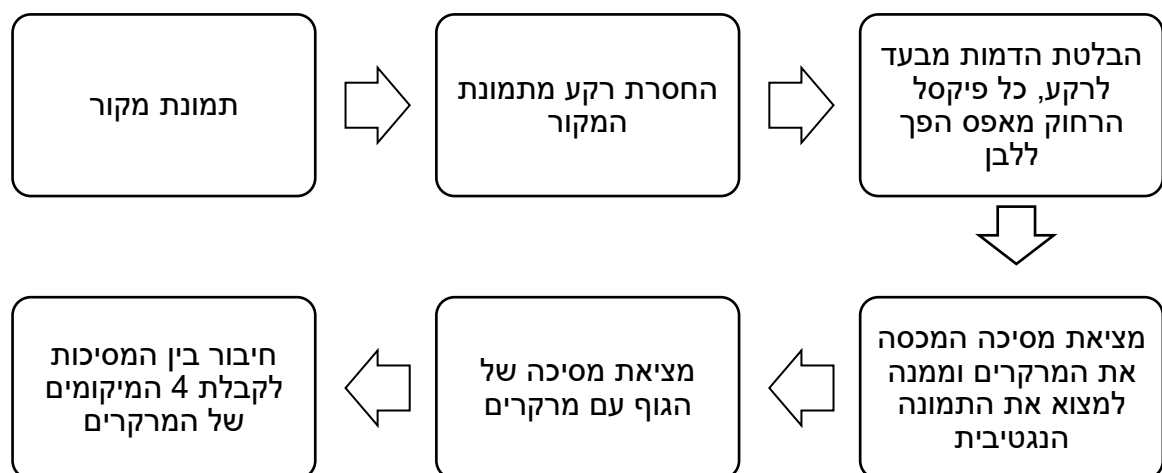 תמונת מקור
החסרת רקע מתמונת
המקור
הבלטת הדמות מבעד
לרקע, כל פיקסל
הרחוק מאפס הפך
ללבן
מציאת מסיכה המכסה
את המרקרים וממנה
למצוא את התמונה
הנגטיבית
מציאת מסיכה של
הגוף עם מרקרים
חיבור בין המסיכות
לקבלת 4 המיקומים
של המרקרים